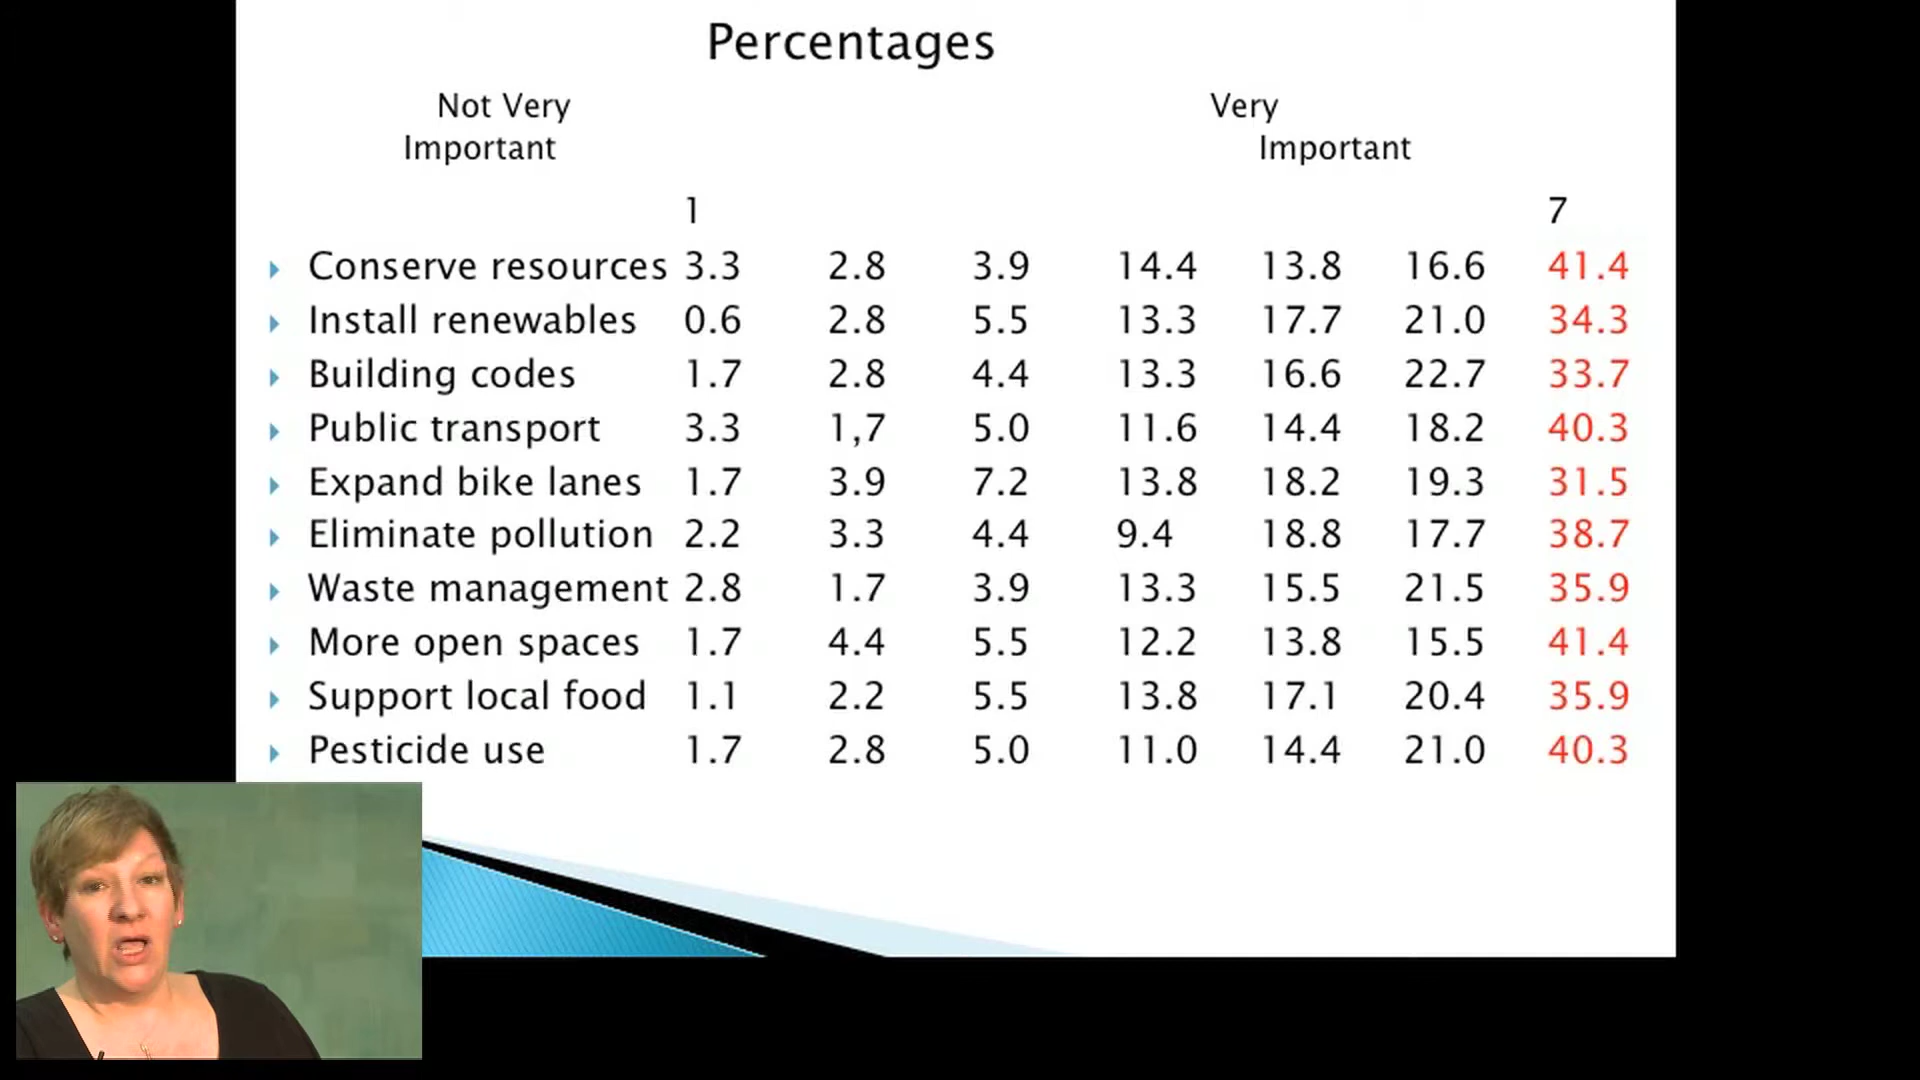 Percentages
Not Very Very
Important Important
1 7
Conserve resources 3.3 2.8 3.9 14.4 13.8 16.6 41.4
Install renewables 0.6 2.8 5.5 13.3 17.7 21.0 34.3
Building codes 1.7 2.8 4.4 13.3 16.6 22.7 33.7
Public transport 3.3 1,7 5.0 11.6 14.4 18.2 40.3
Expand bike lanes 1.7 3.9 7.2 13.8 18.2 19.3 31.5
Eliminate pollution 2.2 3.3 4.4 9.4 18.8 17.7 38.7
Waste management 2.8 1.7 3.9 13.3 15.5 21.5 35.9
More open spaces 1.7 4.4 5.5 12.2 13.8 15.5 41.4
Support local food 1.1 2.2 5.5 13.8 17.1 20.4 35.9
Pesticide use 1.7 2.8 5.0 11.0 14.4 21.0 40.3